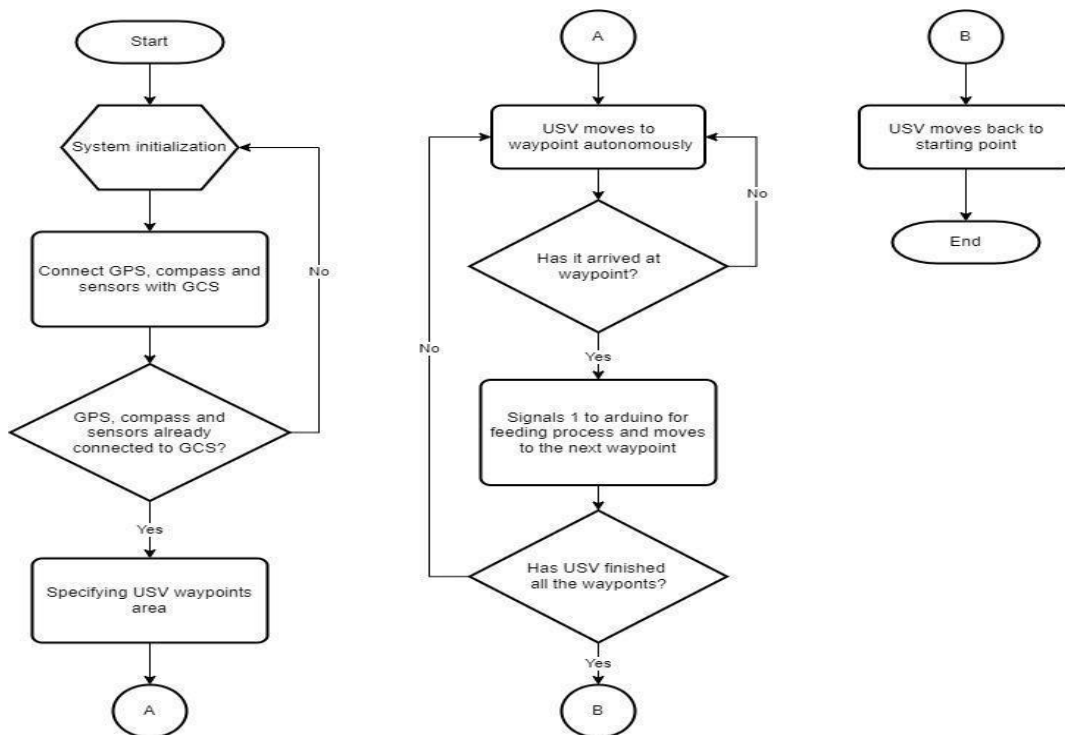 Start
System initialization
Connect GPS, compass and
sensors with GCS
No
GPS, compass and
sensors already
connected to GCS?
Yes
Specifying USV waypoints
area
A
A
USV moves to
waypoint autonomously
No
Has it arrived at
waypoint?
No
Yes
Signals 1 to arduino for
feeding process and moves
to the next waypoint
Has USV finished
all the wayponts?
Yes
B
B
USV moves back to
starting point
End